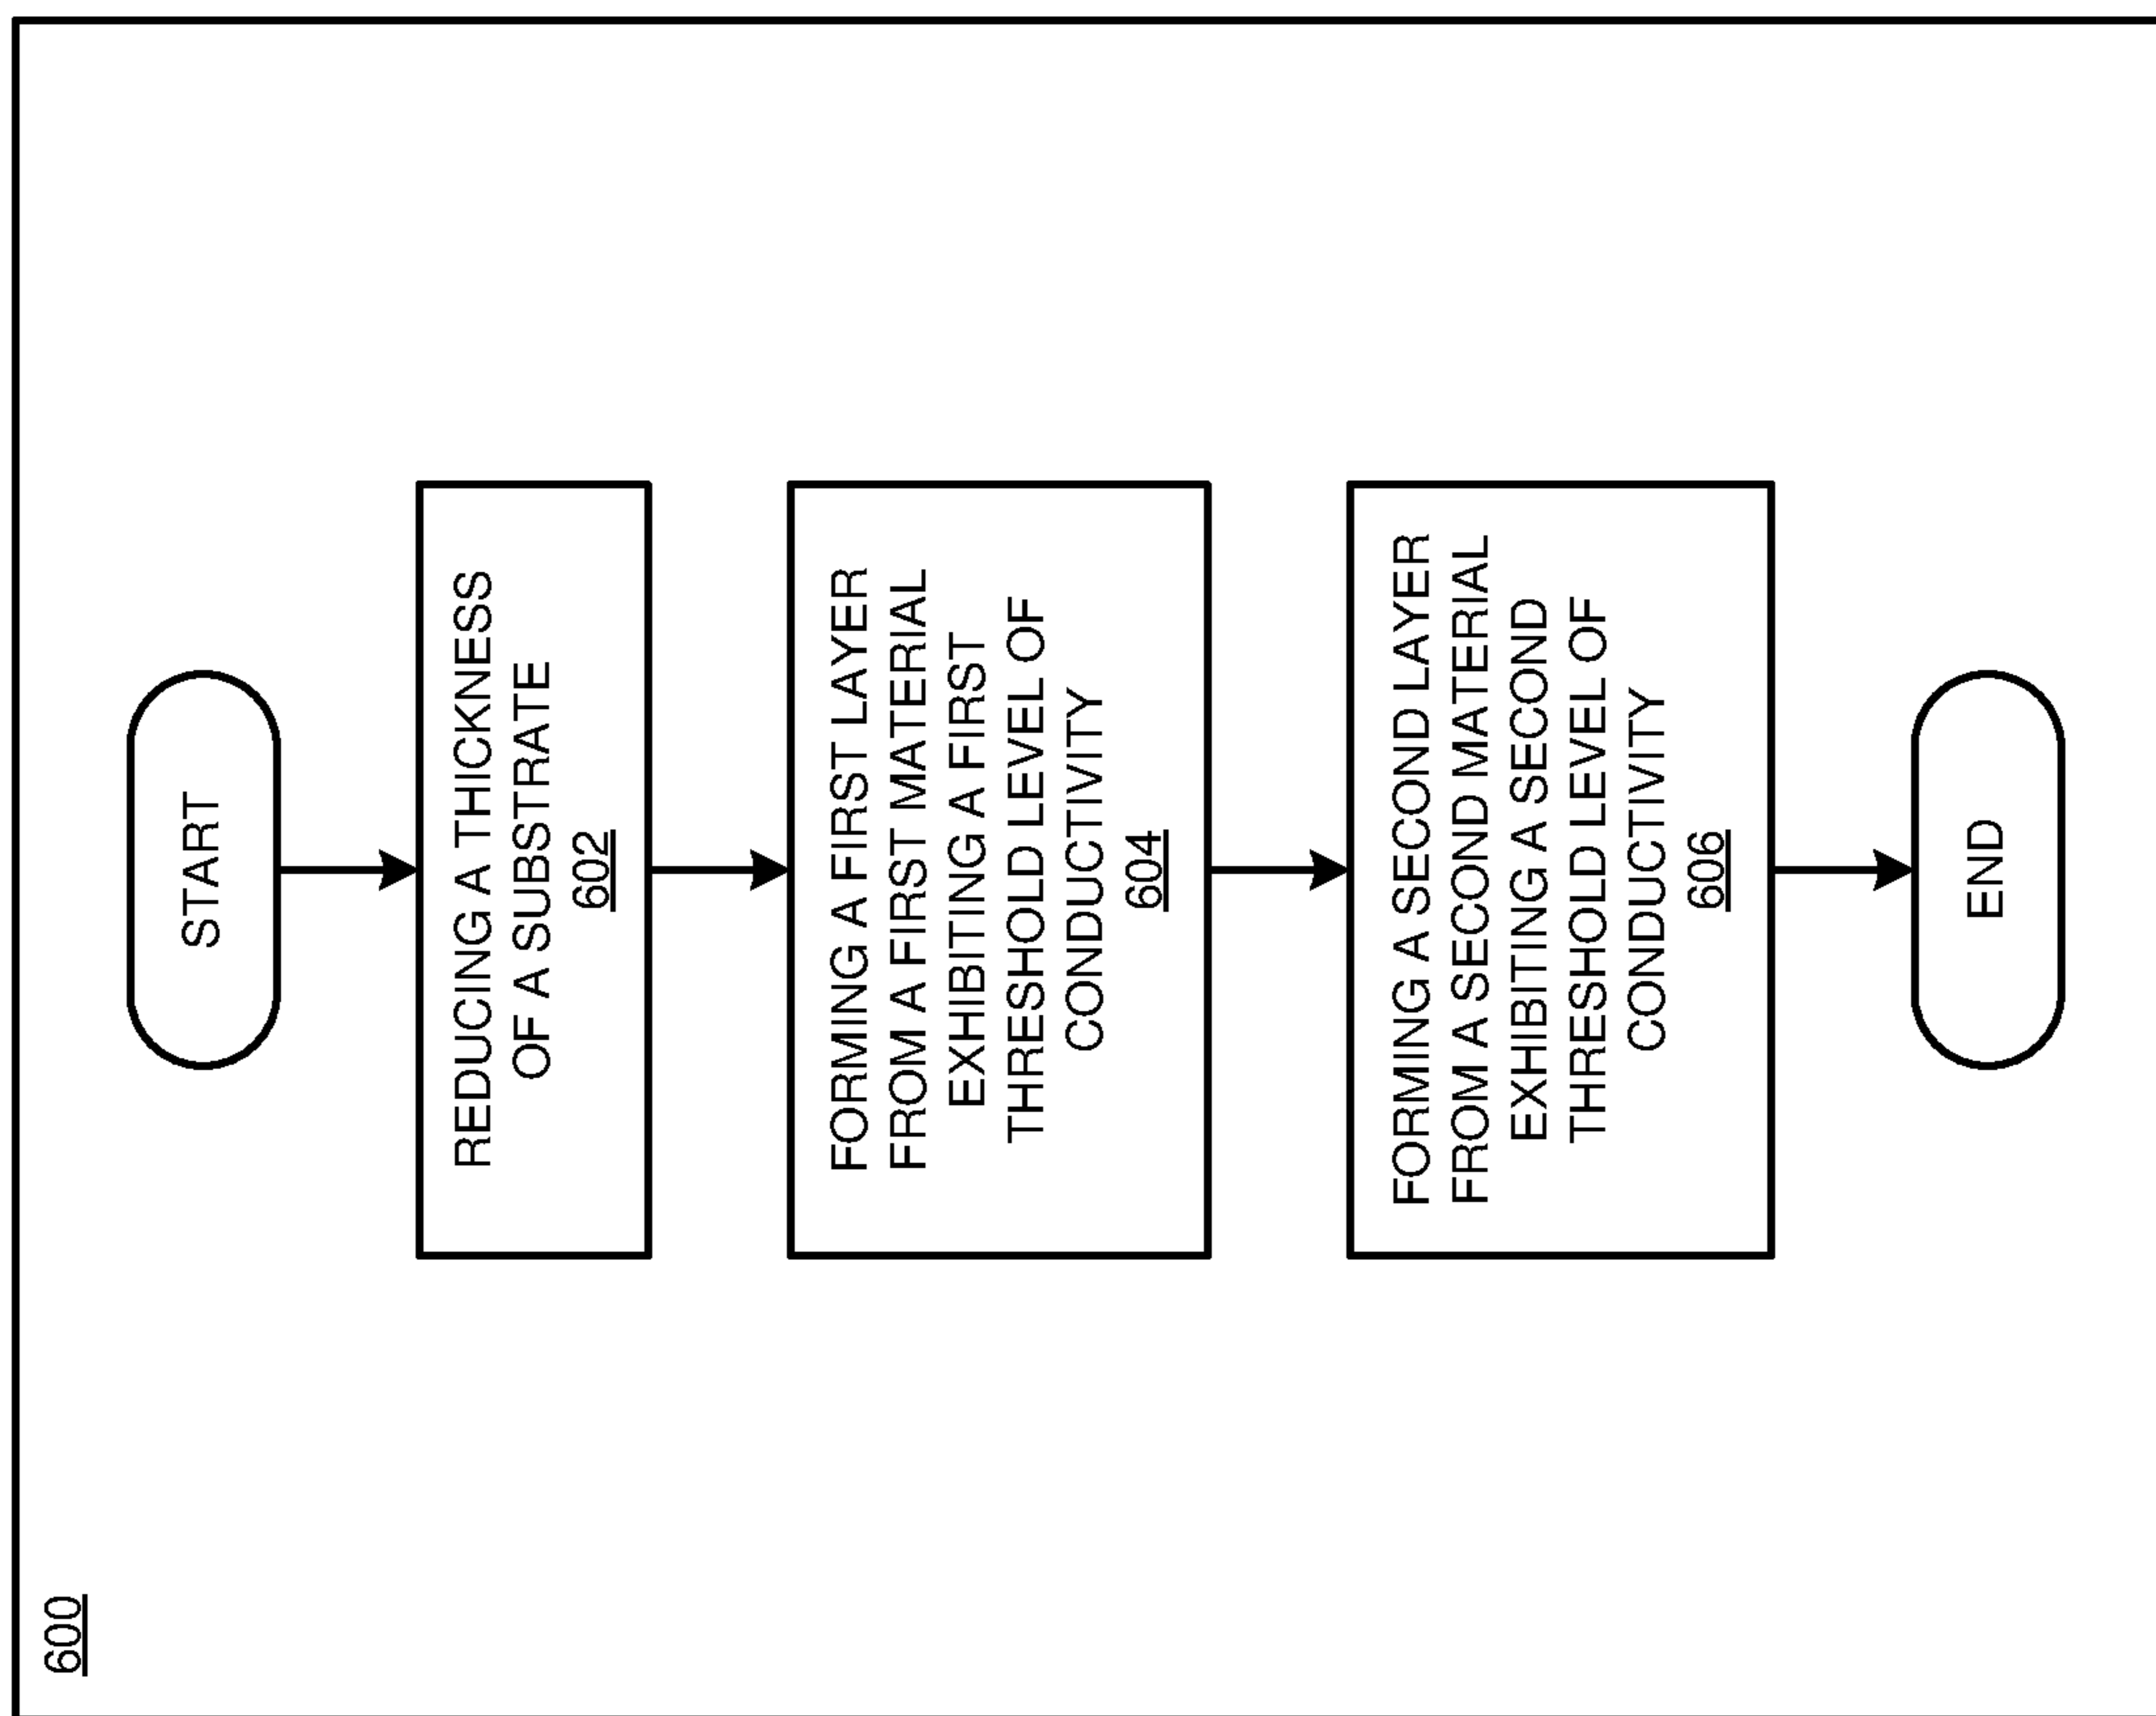 600
START
REDUCING A THICKNESS
OF A SUBSTRATE
602
FORMING A FIRST LAYER
FROM A FIRST MATERIAL
EXHIBITING A FIRST
THRESHOLD LEVEL OF
CONDUCTIVITY
604
FORMING A SECOND LAYER
FROM A SECOND MATERIAL
EXHIBITING A SECOND
THRESHOLD LEVEL OF
CONDUCTIVITY
606
END